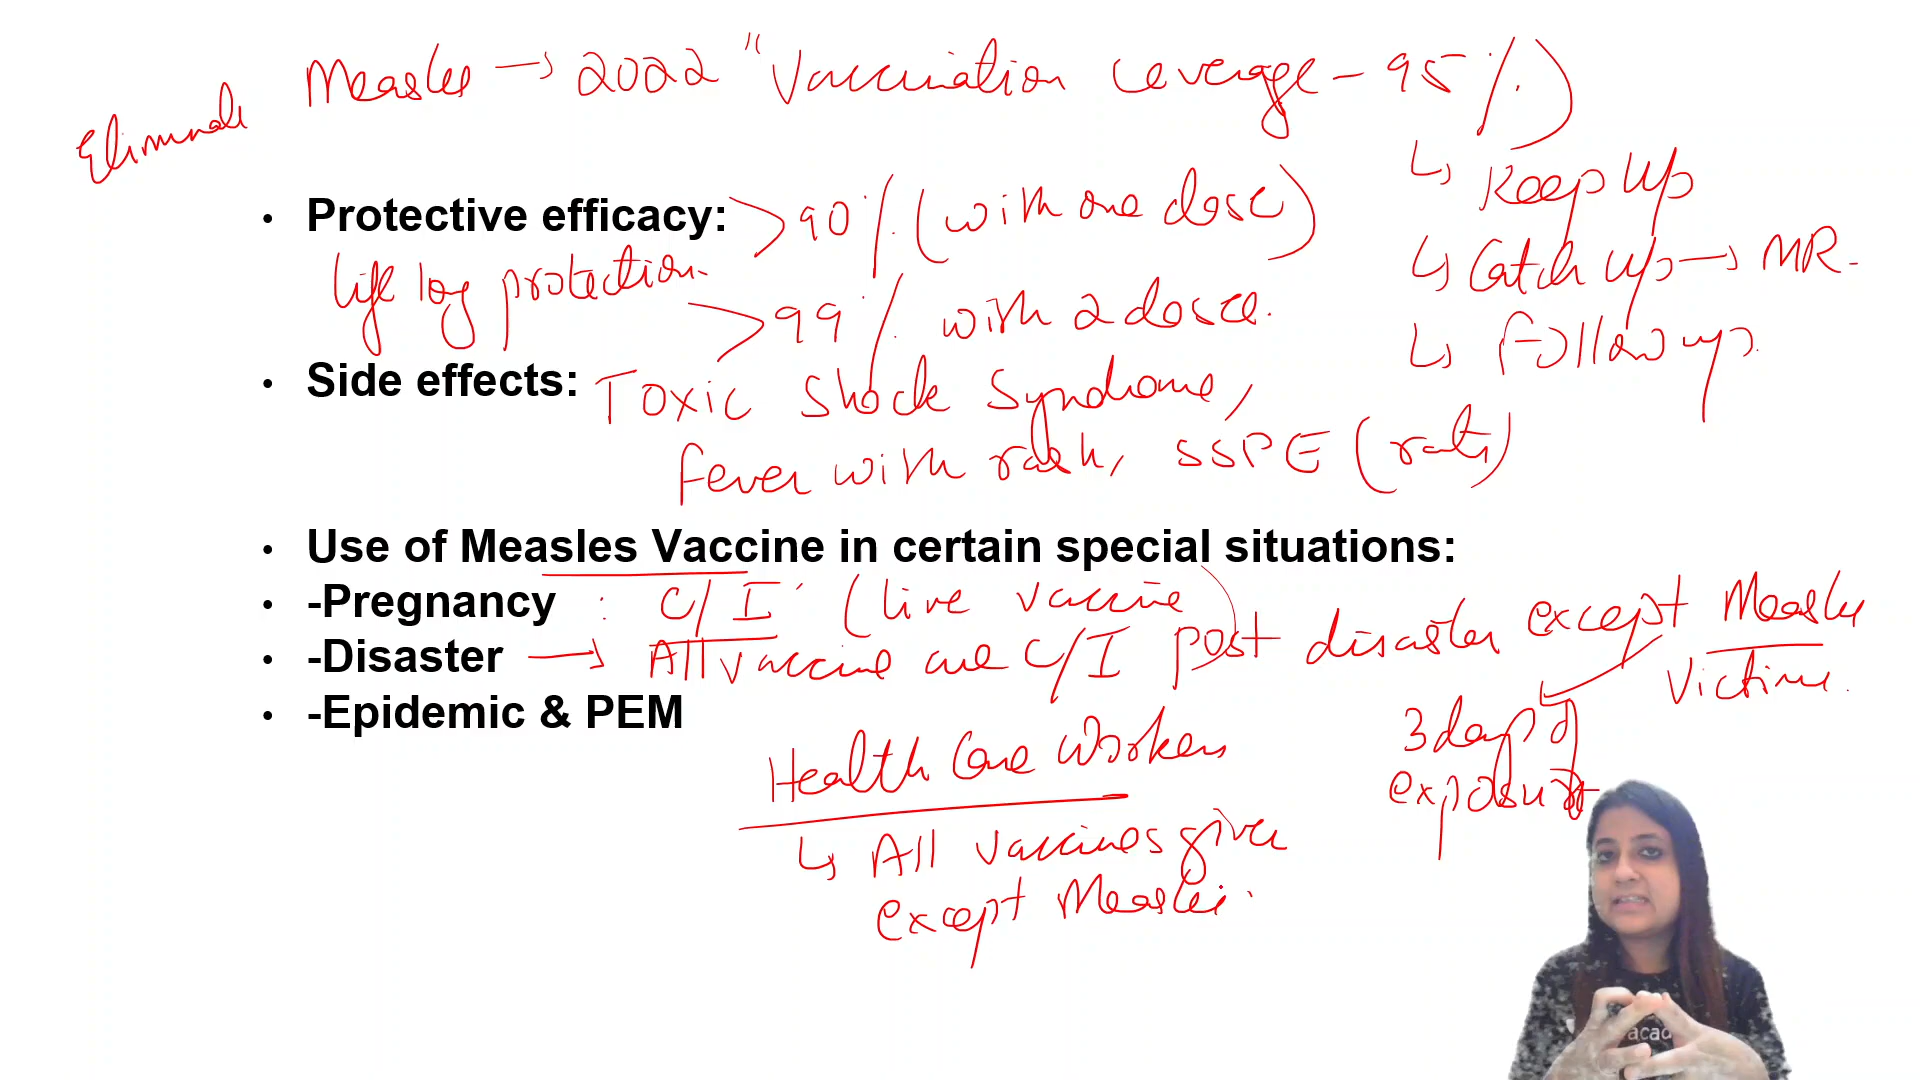 Eliminate Measles → 2022 "Vaccination coverage - 95%)
↳ Keep up
• Protective efficacy: >90% (with one dose)
↳ Catch up → MR.
life log protection.
>99% with 2 dose.
↳ Follow up.
• Side effects: Toxic Shock Syndrome,
fever with rash, SSPE
• Use of Measles Vaccine in certain special situations:
• -Pregnancy : C/I (live vaccine)
• -Disaster → All vaccine are C/I post disaster except Measles
Victims.
• -Epidemic & PEM
3 days of
exposure
Health Care Workers
↳ All vaccines given
except Measles.
acad